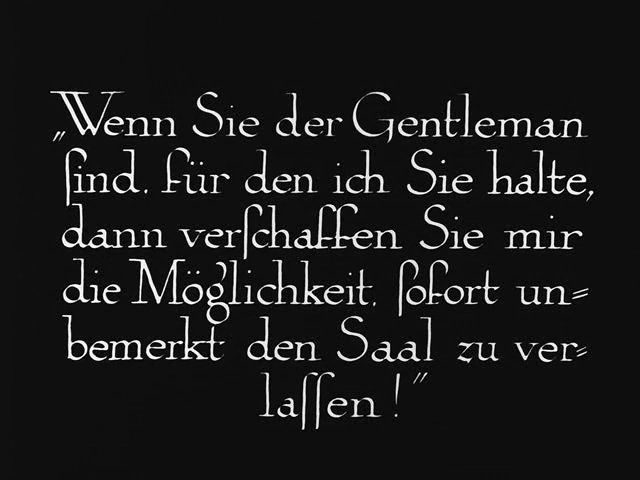 „Wenn Sie der Gentleman
ſind, für den ich Sie halte,
dann verſchaffen Sie mir
die Möglichkeit, ſofort un⸗
bemerkt den Saal zu ver⸗
laſſen!”